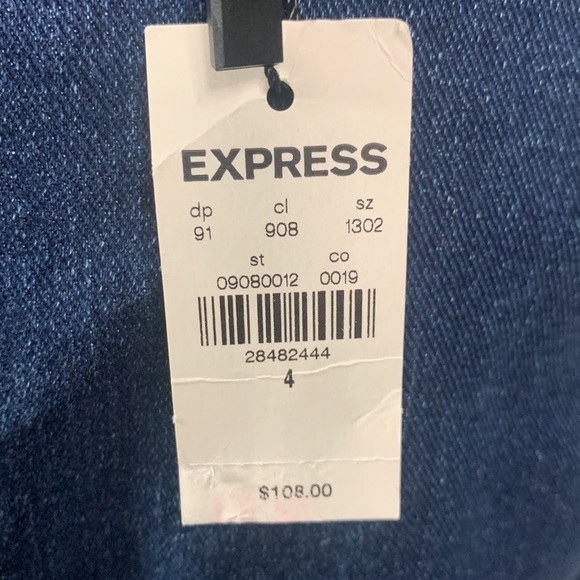 EXPRESS
dp cl sz
91 908 1302
st co
09080012 0019
28482444
4
$108.00